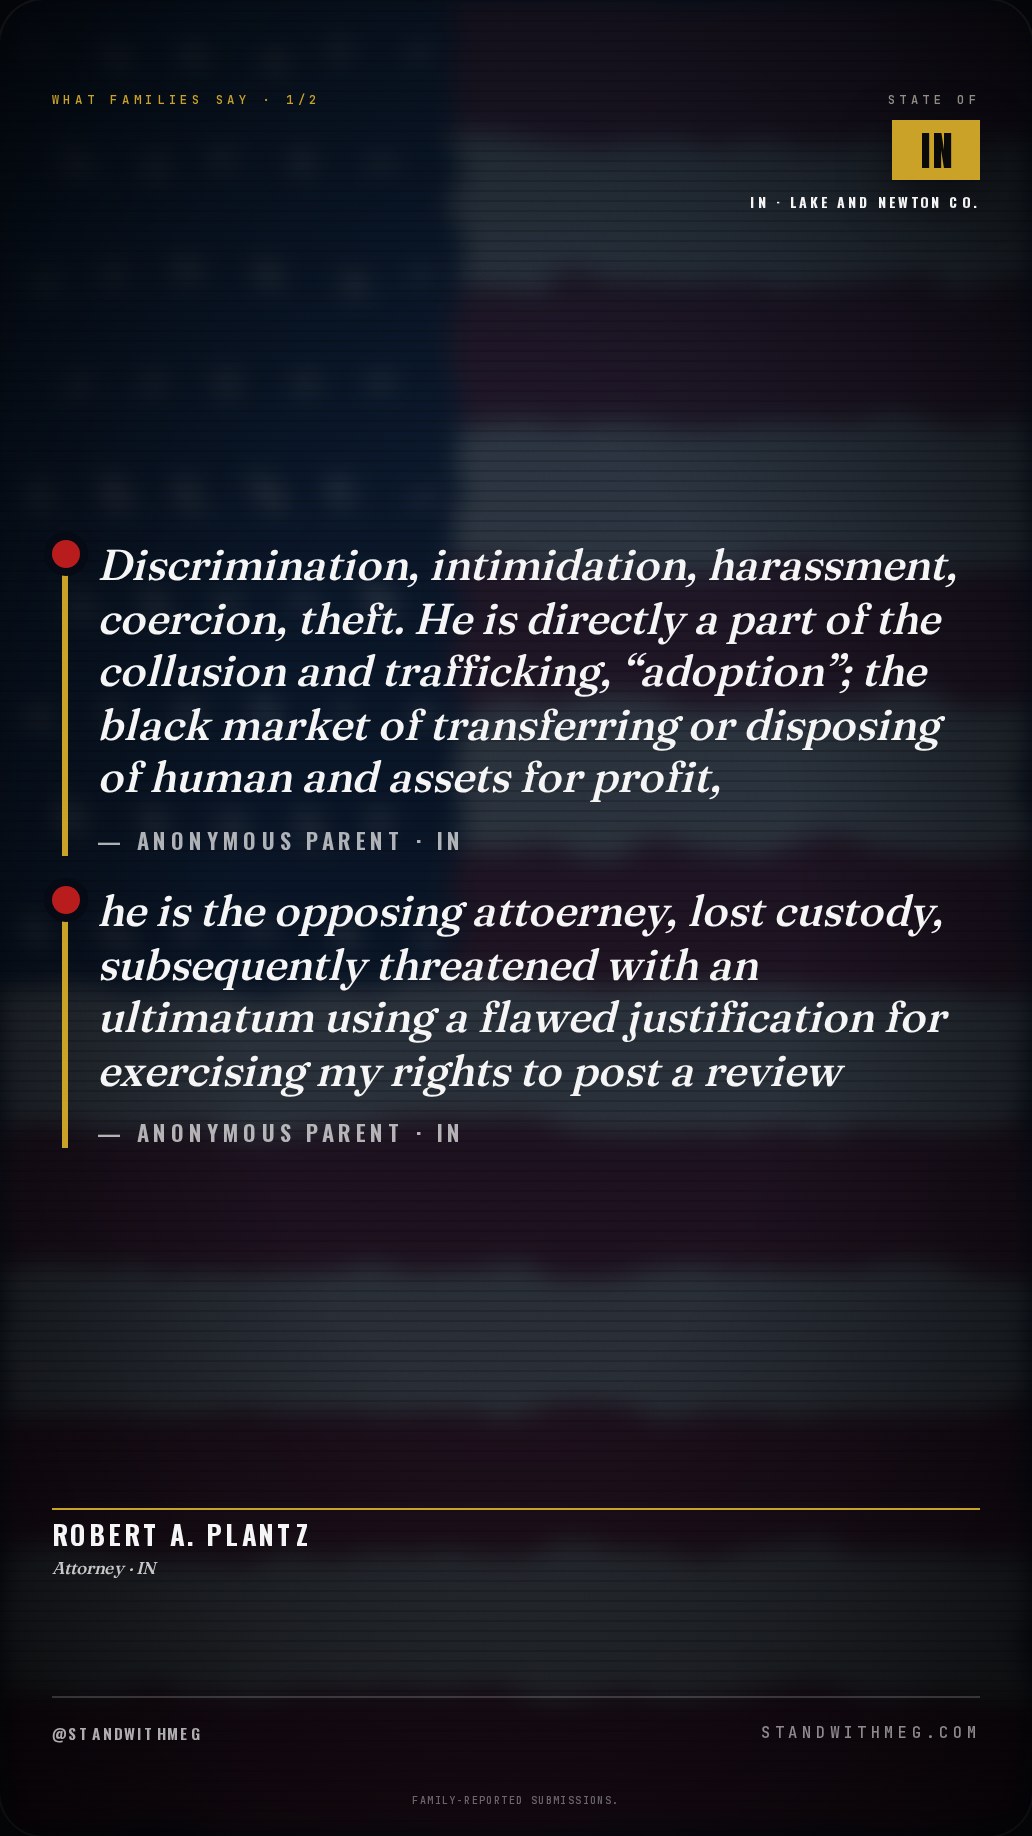 WHAT FAMILIES SAY · 1/2
STATE OF
IN
IN · LAKE AND NEWTON CO.
Discrimination, intimidation, harassment,
coercion, theft. He is directly a part of the
collusion and trafficking, “adoption”; the
black market of transferring or disposing
of human and assets for profit,
— ANONYMOUS PARENT · IN
he is the opposing attoerney, lost custody,
subsequently threatened with an
ultimatum using a flawed justification for
exercising my rights to post a review
— ANONYMOUS PARENT · IN
ROBERT A. PLANTZ
Attorney · IN
@STANDWITHMEG
STANDWITHMEG.COM
FAMILY-REPORTED SUBMISSIONS.